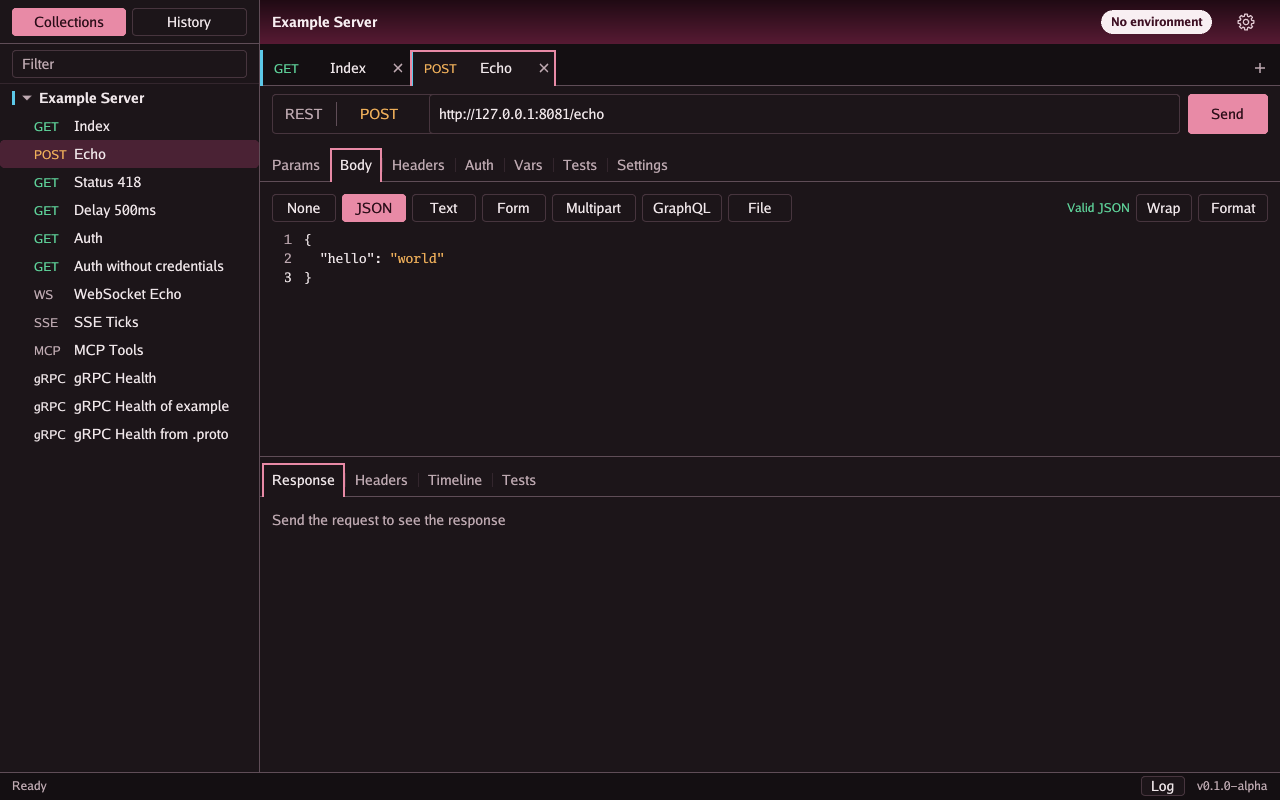 Collections
History
Example Server
No environment
Filter
GET Index
POST Echo
Example Server
GET Index
POST Echo
GET Status 418
GET Delay 500ms
GET Auth
GET Auth without credentials
WS WebSocket Echo
SSE SSE Ticks
MCP MCP Tools
gRPC gRPC Health
gRPC gRPC Health of example
gRPC gRPC Health from .proto
REST POST http://127.0.0.1:8081/echo Send
Params Body Headers Auth Vars Tests Settings
None JSON Text Form Multipart GraphQL File Valid JSON Wrap Format
1 {
2 "hello": "world"
3 }
Response Headers Timeline Tests
Send the request to see the response
Ready
Log v0.1.0-alpha